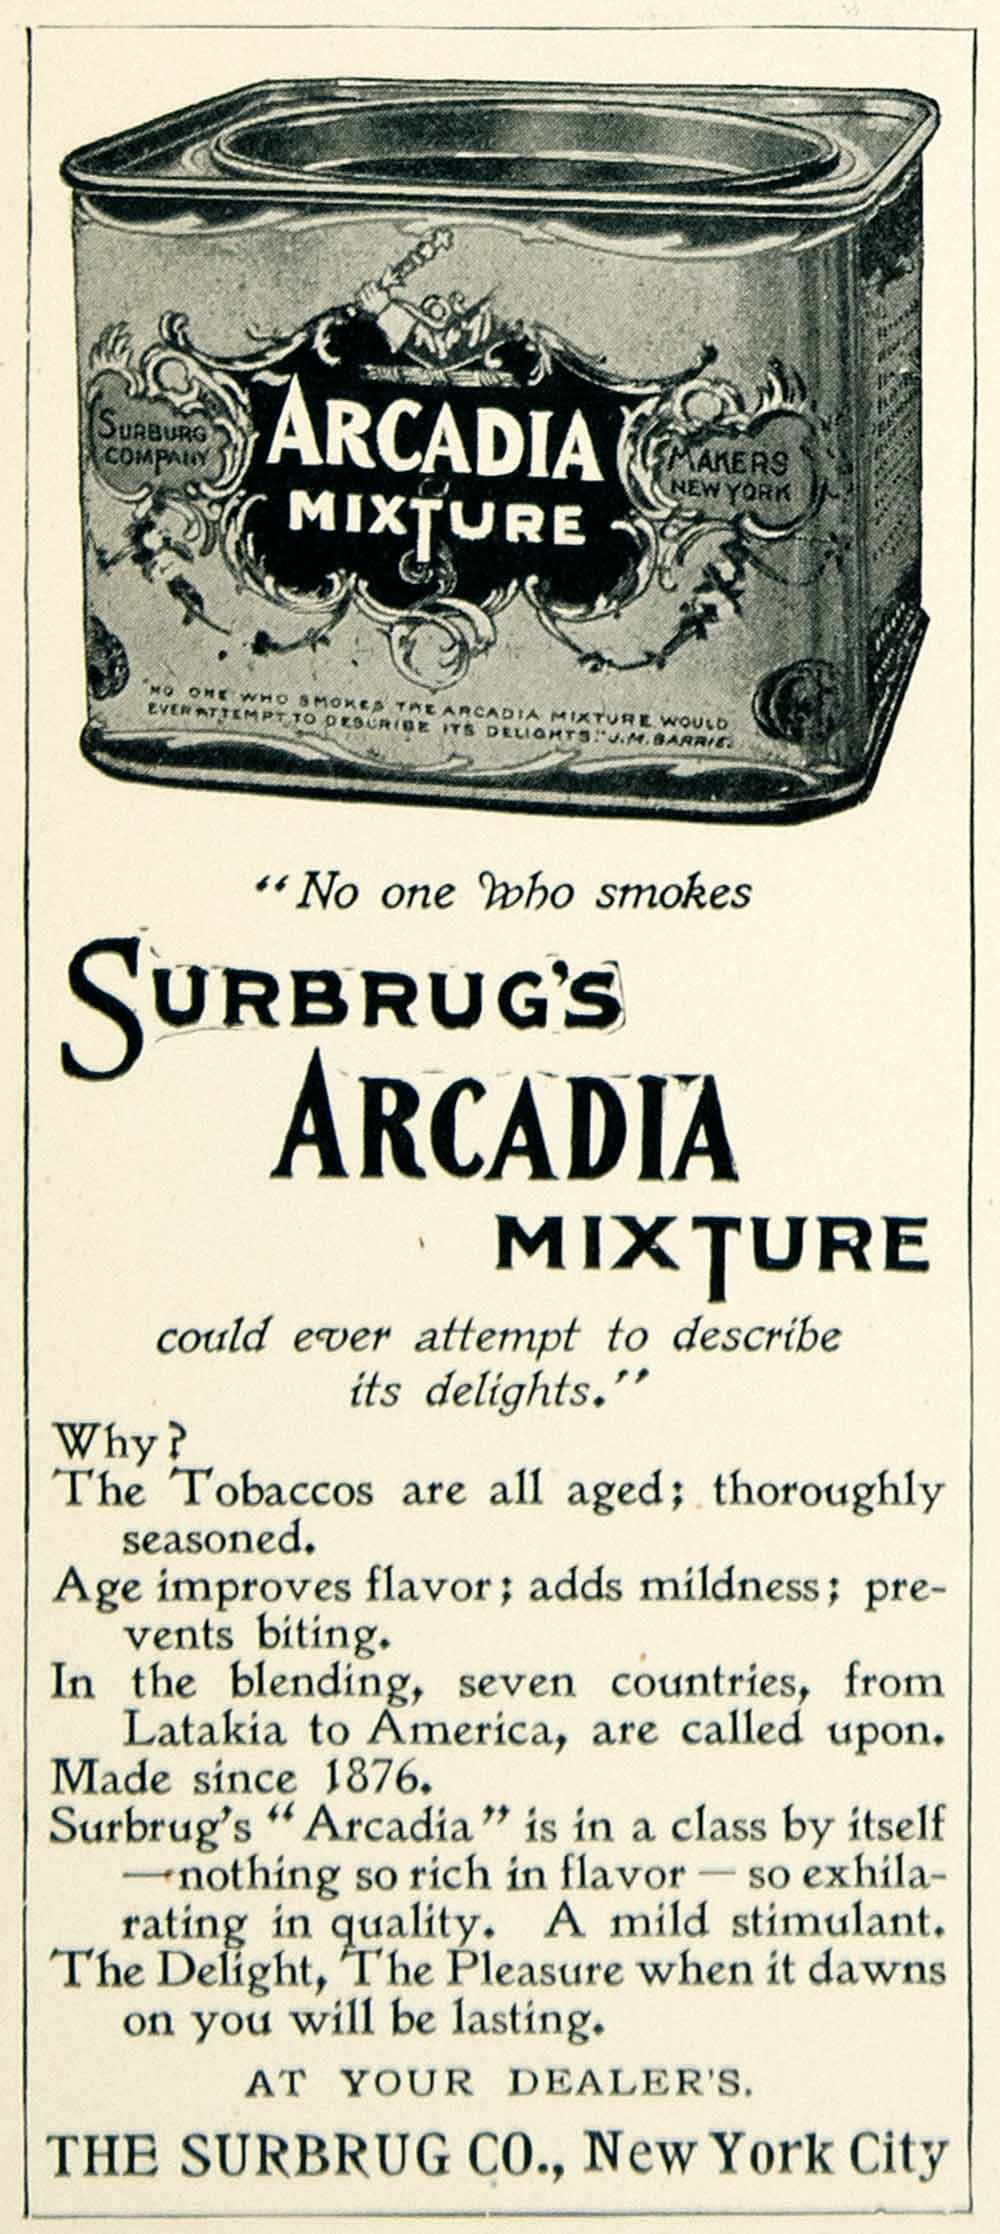 SURBURG
COMPANY
ARCADIA
MIXTURE
MAKERS
NEW YORK
"NO ONE WHO SMOKES THE ARCADIA MIXTURE WOULD
EVER ATTEMPT TO DESCRIBE ITS DELIGHTS." J.M. BARRIE.
"No one who smokes
SURBRUG'S
ARCADIA
MIXTURE
could ever attempt to describe
its delights."
Why?
The Tobaccos are all aged; thoroughly
seasoned.
Age improves flavor; adds mildness; pre-
vents biting.
In the blending, seven countries, from
Latakia to America, are called upon.
Made since 1876.
Surbrug's "Arcadia" is in a class by itself
—nothing so rich in flavor — so exhila-
rating in quality. A mild stimulant.
The Delight, The Pleasure when it dawns
on you will be lasting.
AT YOUR DEALER'S.
THE SURBRUG CO., New York City